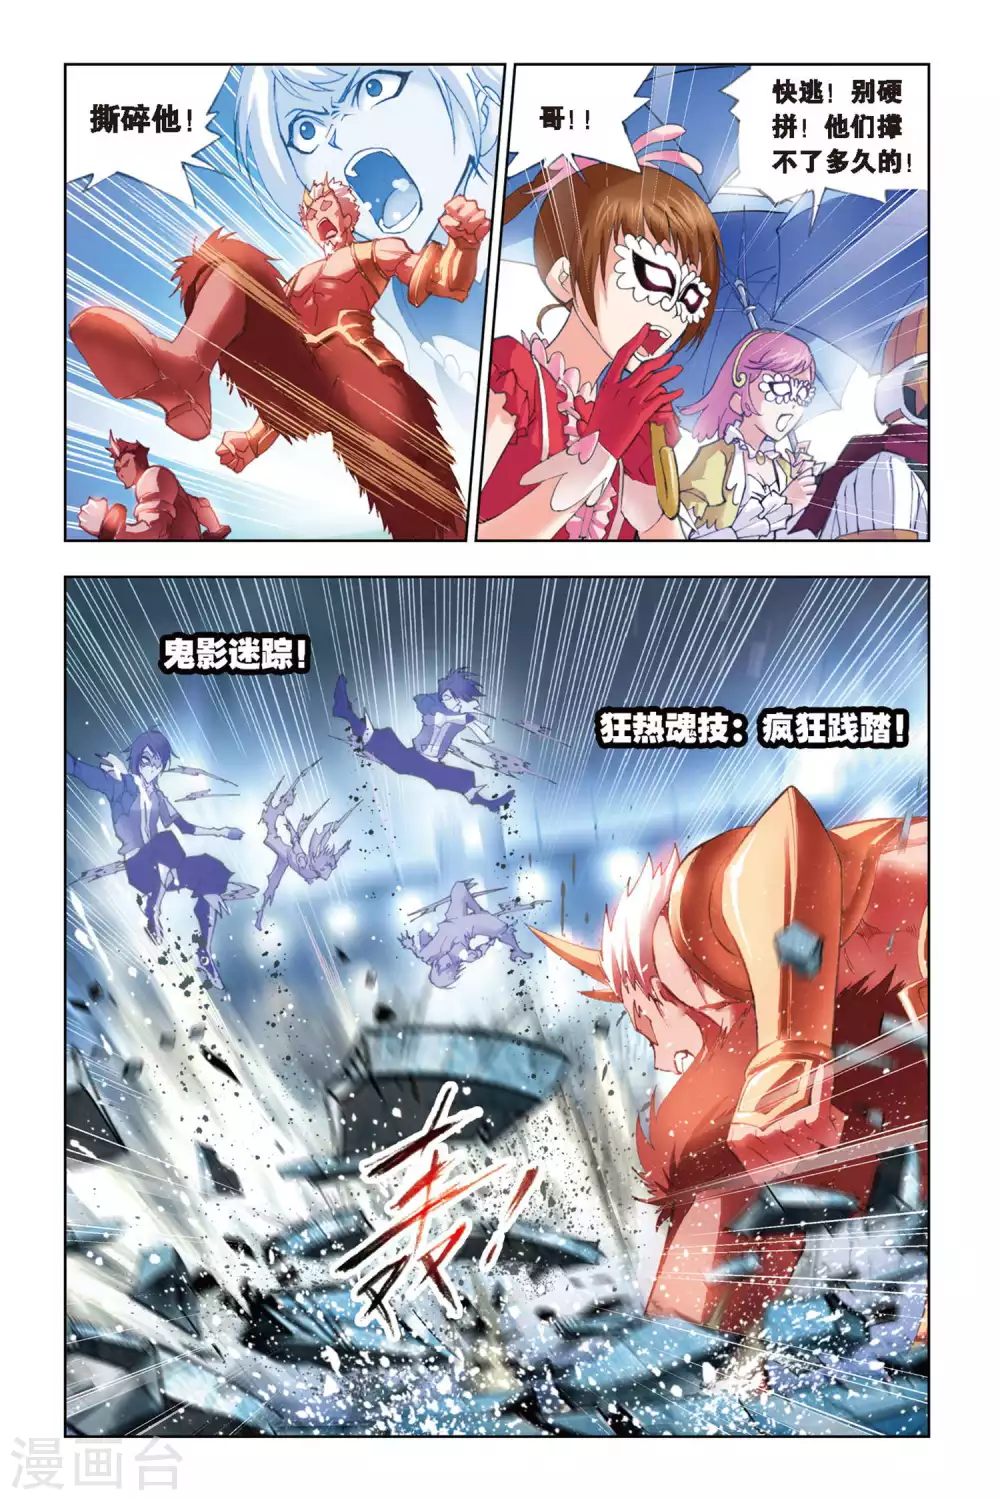 撕碎他！
哥！！
快逃！别硬
拼！他们撑
不了多久的！
鬼影迷踪！
狂热魂技：疯狂践踏！
轰！
漫画台